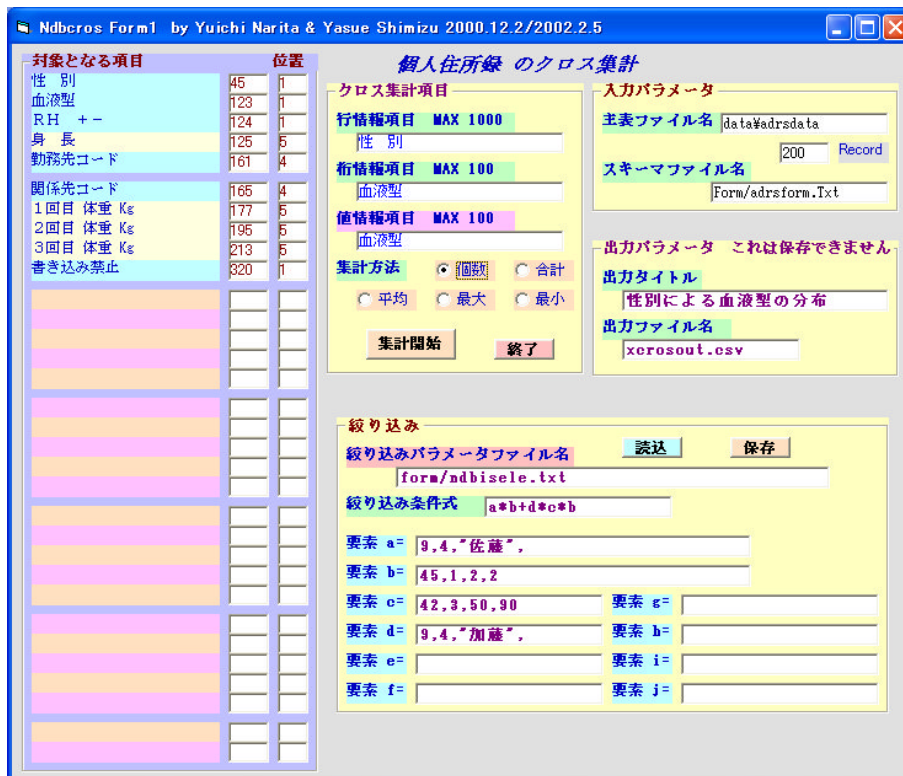 Ndbcros Form1 by Yuichi Narita & Yasue Shimizu 2000.12.2/2002.2.5
個人住所録 のクロス集計
対象となる項目 位置
性 別 45 1
血液型 123 1
RH +- 124 1
身 長 125 5
勤務先コード 161 4
関係先コード 165 4
1回目 体重 Kg 177 5
2回目 体重 Kg 195 5
3回目 体重 Kg 213 5
書き込み禁止 320 1
クロス集計項目
行情報項目 MAX 1000
性 別
桁情報項目 MAX 100
血液型
値情報項目 MAX 100
血液型
集計方法 個数 合計
平均 最大 最小
集計開始 終了
入力パラメータ
主表ファイル名 data¥adrsdata
200 Record
スキーマファイル名
Form/adrsform.Txt
出力パラメータ これは保存できません
出力タイトル
性別による血液型の分布
出力ファイル名
xcrosout.csv
絞り込み
絞り込みパラメータファイル名 読込 保存
form/ndbisele.txt
絞り込み条件式 a*b+d*c*b
要素 a= 9,4,"佐藤",
要素 b= 45,1,2,2
要素 c= 42,3,50,90 要素 g=
要素 d= 9,4,"加藤", 要素 h=
要素 e= 要素 i=
要素 f= 要素 j=